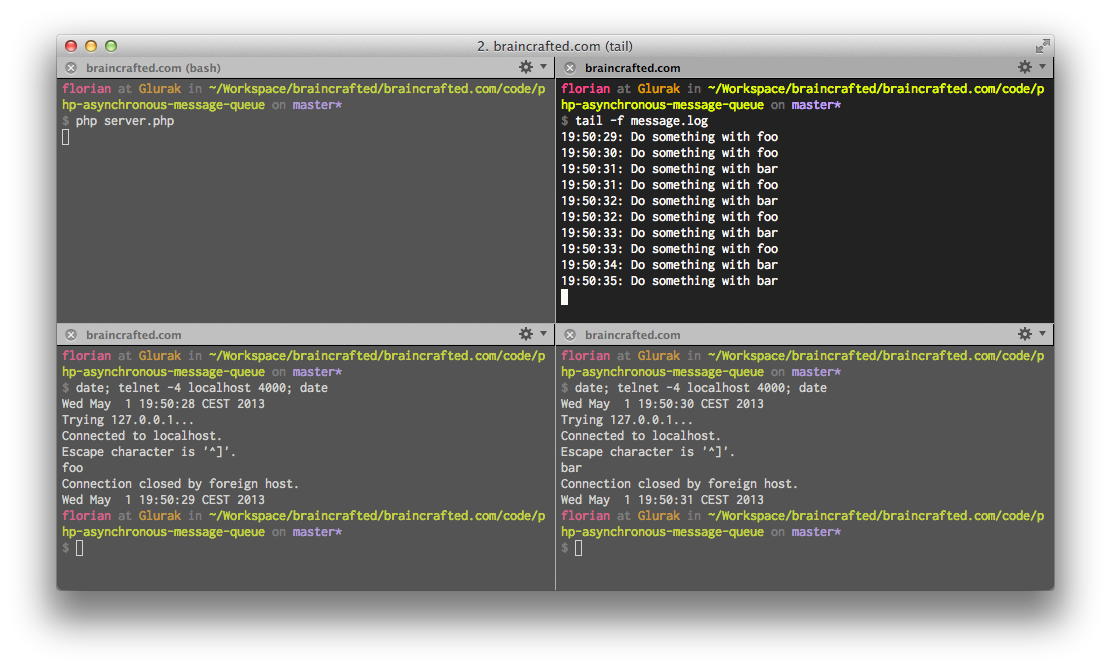 2. braincrafted.com (tail)
braincrafted.com (bash)
florian at Glurak in ~/Workspace/braincrafted/braincrafted.com/code/p
hp-asynchronous-message-queue on master*
$ php server.php
braincrafted.com
florian at Glurak in ~/Workspace/braincrafted/braincrafted.com/code/p
hp-asynchronous-message-queue on master*
$ tail -f message.log
19:50:29: Do something with foo
19:50:30: Do something with foo
19:50:31: Do something with bar
19:50:31: Do something with foo
19:50:32: Do something with bar
19:50:32: Do something with foo
19:50:33: Do something with bar
19:50:33: Do something with foo
19:50:34: Do something with bar
19:50:35: Do something with bar
braincrafted.com
florian at Glurak in ~/Workspace/braincrafted/braincrafted.com/code/p
hp-asynchronous-message-queue on master*
$ date; telnet -4 localhost 4000; date
Wed May  1 19:50:28 CEST 2013
Trying 127.0.0.1...
Connected to localhost.
Escape character is '^]'.
foo
Connection closed by foreign host.
Wed May  1 19:50:29 CEST 2013
florian at Glurak in ~/Workspace/braincrafted/braincrafted.com/code/p
hp-asynchronous-message-queue on master*
$
braincrafted.com
florian at Glurak in ~/Workspace/braincrafted/braincrafted.com/code/p
hp-asynchronous-message-queue on master*
$ date; telnet -4 localhost 4000; date
Wed May  1 19:50:30 CEST 2013
Trying 127.0.0.1...
Connected to localhost.
Escape character is '^]'.
bar
Connection closed by foreign host.
Wed May  1 19:50:31 CEST 2013
florian at Glurak in ~/Workspace/braincrafted/braincrafted.com/code/p
hp-asynchronous-message-queue on master*
$